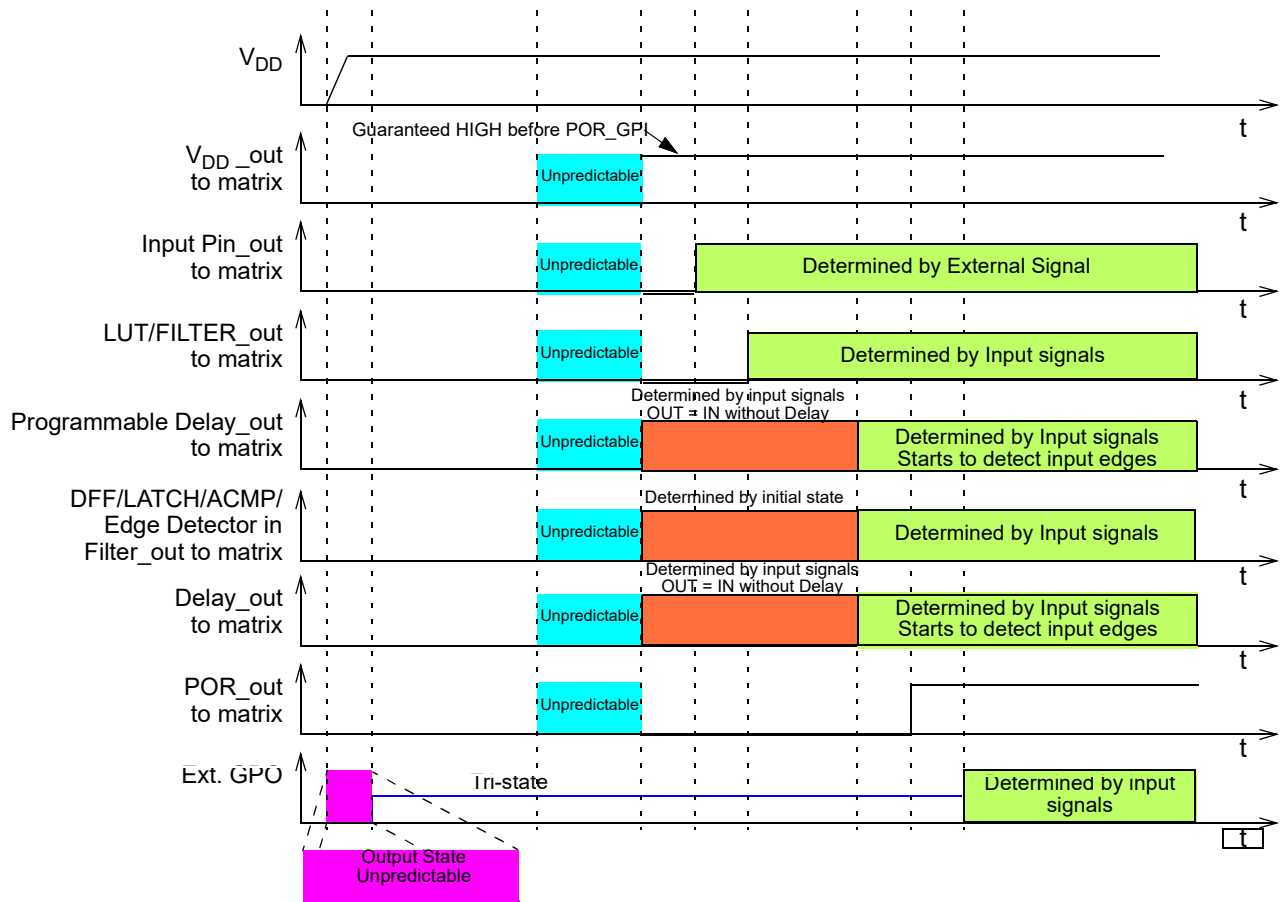 VDD
t
Guaranteed HIGH before POR_GPI
VDD _out
to matrix
Unpredictable
t
Input Pin_out
to matrix
Unpredictable
Determined by External Signal
t
LUT/FILTER_out
to matrix
Unpredictable
Determined by Input signals
t
Determined by input signals
OUT = IN without Delay
Programmable Delay_out
to matrix
Unpredictable
Determined by Input signals
Starts to detect input edges
t
DFF/LATCH/ACMP/
Edge Detector in
Filter_out to matrix
Determined by initial state
Unpredictable
Determined by Input signals
t
Determined by input signals
OUT = IN without Delay
Delay_out
to matrix
Unpredictable
Determined by Input signals
Starts to detect input edges
t
POR_out
to matrix
Unpredictable
t
Ext. GPO
Tri-state
Determined by input
signals
t
Output State
Unpredictable